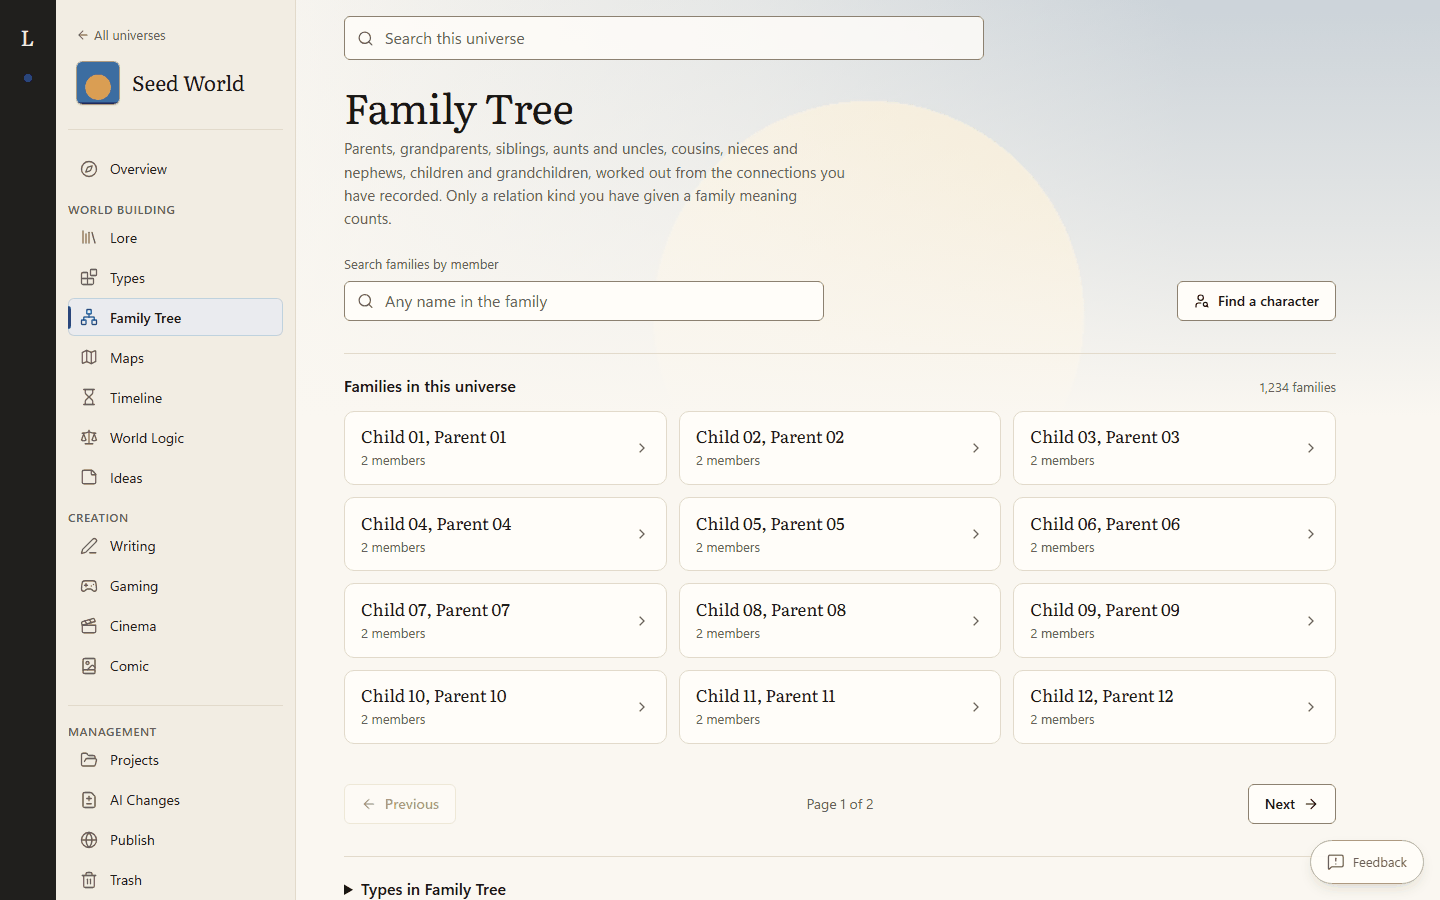 L
All universes
Seed World
Overview
WORLD BUILDING
Lore
Types
Family Tree
Maps
Timeline
World Logic
Ideas
CREATION
Writing
Gaming
Cinema
Comic
MANAGEMENT
Projects
AI Changes
Publish
Trash
Search this universe
Family Tree
Parents, grandparents, siblings, aunts and uncles, cousins, nieces and
nephews, children and grandchildren, worked out from the connections you
have recorded. Only a relation kind you have given a family meaning
counts.
Search families by member
Any name in the family
Find a character
Families in this universe
1,234 families
Child 01, Parent 01
2 members
Child 02, Parent 02
2 members
Child 03, Parent 03
2 members
Child 04, Parent 04
2 members
Child 05, Parent 05
2 members
Child 06, Parent 06
2 members
Child 07, Parent 07
2 members
Child 08, Parent 08
2 members
Child 09, Parent 09
2 members
Child 10, Parent 10
2 members
Child 11, Parent 11
2 members
Child 12, Parent 12
2 members
Previous
Page 1 of 2
Next
Feedback
Types in Family Tree